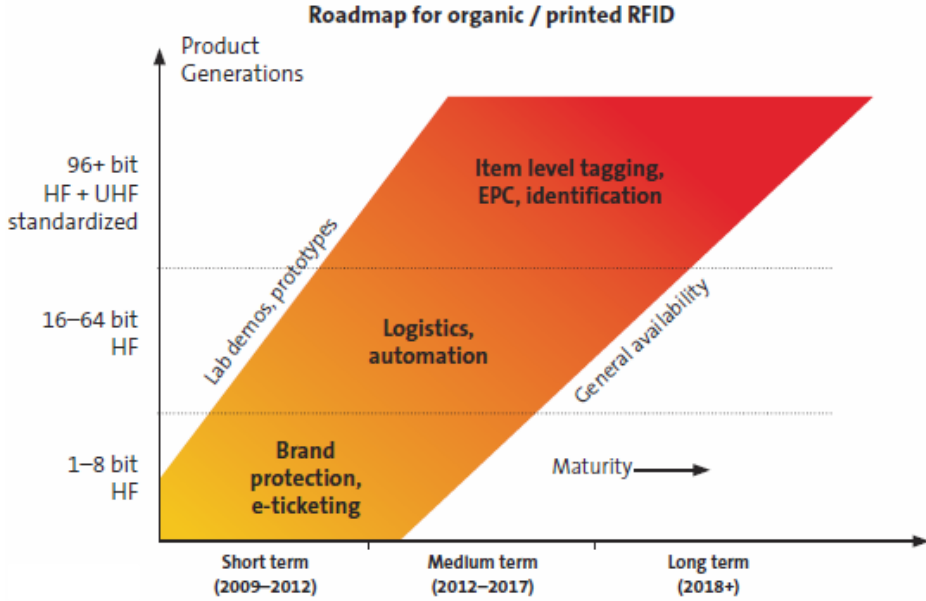 Roadmap for organic / printed RFID
Product
Generations
96+ bit
HF + UHF
standardized
Item level tagging,
EPC, identification
Lab demos, prototypes
16–64 bit
HF
Logistics,
automation
General availability
1–8 bit
HF
Brand
protection,
e-ticketing
Maturity
Short term
(2009–2012)
Medium term
(2012–2017)
Long term
(2018+)